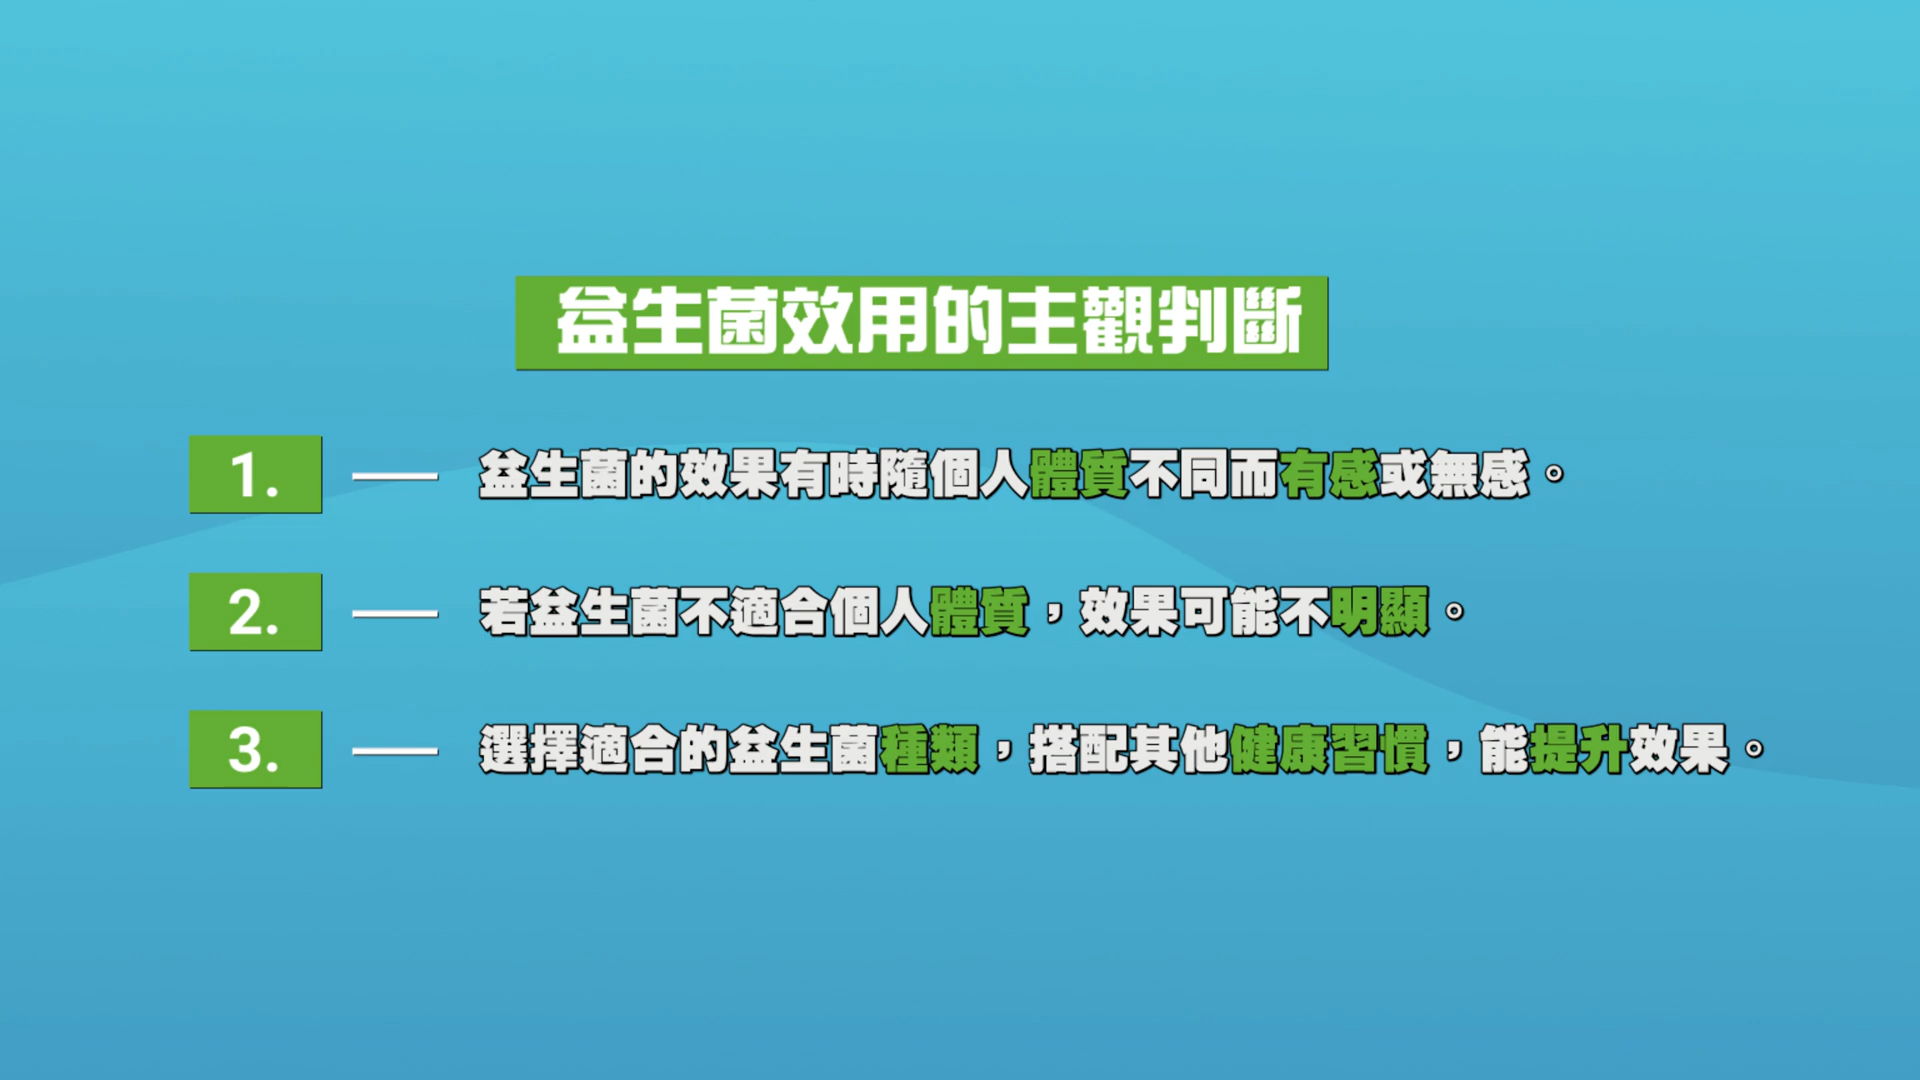 益生菌效用的主觀判斷
1. 益生菌的效果有時隨個人體質不同而有感或無感。
2. 若益生菌不適合個人體質，效果可能不明顯。
3. 選擇適合的益生菌種類，搭配其他健康習慣，能提升效果。